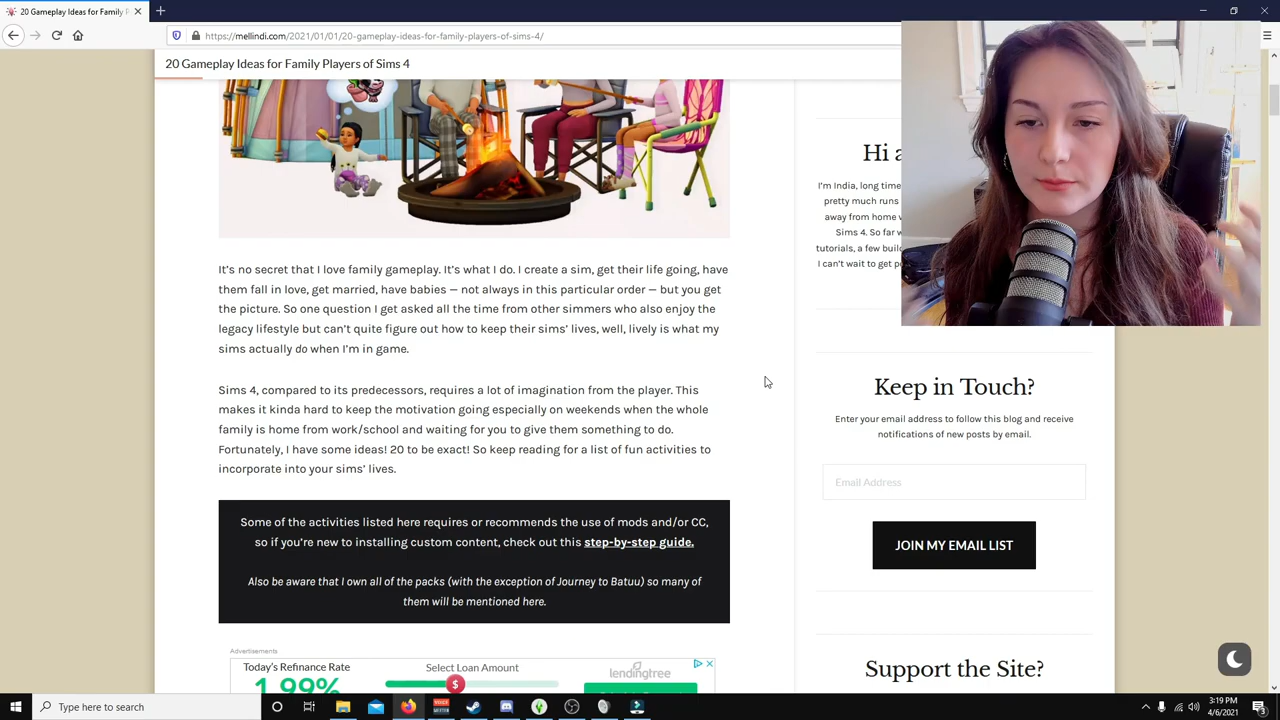 20 Gameplay Ideas for Family P
https://mellindi.com/2021/01/01/20-gameplay-ideas-for-family-players-of-sims-4/
20 Gameplay Ideas for Family Players of Sims 4
It's no secret that I love family gameplay. It's what I do. I create a sim, get their life going, have
them fall in love, get married, have babies — not always in this particular order — but you get
the picture. So one question I get asked all the time from other simmers who also enjoy the
legacy lifestyle but can't quite figure out how to keep their sims' lives, well, lively is what my
sims actually do when I'm in game.
Sims 4, compared to its predecessors, requires a lot of imagination from the player. This
makes it kinda hard to keep the motivation going especially on weekends when the whole
family is home from work/school and waiting for you to give them something to do.
Fortunately, I have some ideas! 20 to be exact! So keep reading for a list of fun activities to
incorporate into your sims' lives.
Some of the activities listed here requires or recommends the use of mods and/or CC,
so if you're new to installing custom content, check out this step-by-step guide.
Also be aware that I own all of the packs (with the exception of Journey to Batuu) so many of
them will be mentioned here.
Advertisements
Today's Refinance Rate
Select Loan Amount
lendingtree
1.99%
$
Hi a
I'm India, long time
pretty much runs
away from home
Sims 4. So far
tutorials, a few
I can't wait to get
Keep in Touch?
Enter your email address to follow this blog and receive
notifications of new posts by email.
Email Address
JOIN MY EMAIL LIST
Support the Site?
Type here to search
3:19 PM
4/6/2021